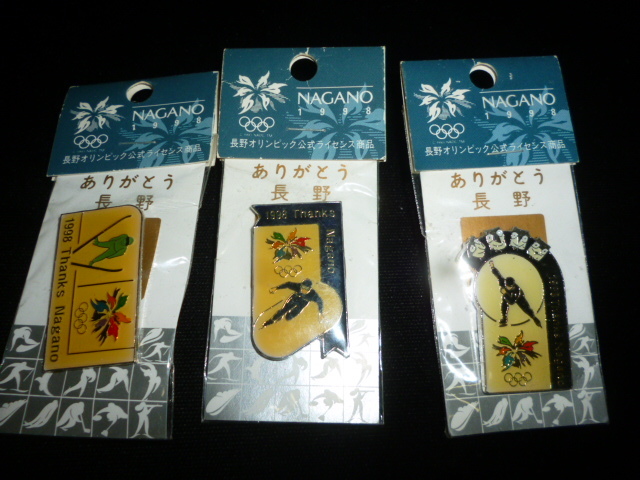 NAGANO
1998
長野オリンピック公式ライセンス商品
ありがとう
長野
1998 Thanks Nagano
NAGANO
1998
長野オリンピック公式ライセンス商品
ありがとう
長野
1998 Thanks
Nagano
NAGANO
1998
長野オリンピック公式ライセンス商品
ありがとう
長野